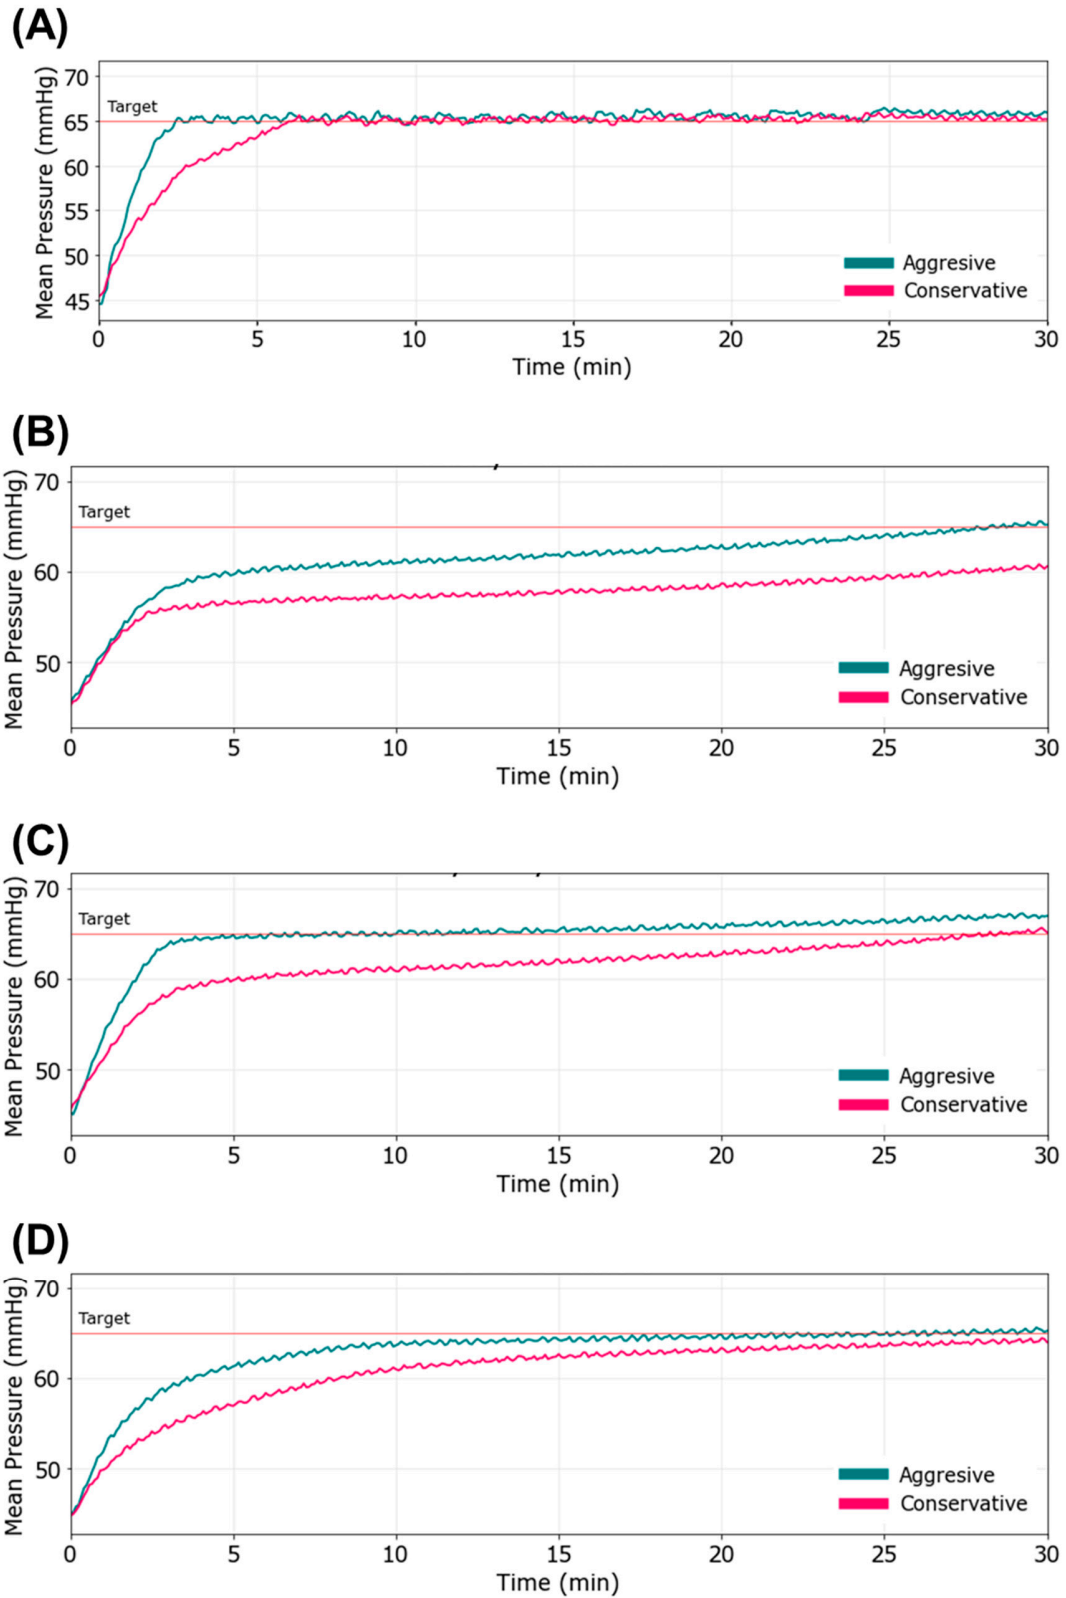 (A)
Mean Pressure (mmHg)
70
65
60
55
50
45
Target
Aggresive
Conservative
0 5 10 15 20 25 30
Time (min)
(B)
Mean Pressure (mmHg)
70
60
50
Target
Aggresive
Conservative
0 5 10 15 20 25 30
Time (min)
(C)
Mean Pressure (mmHg)
70
60
50
Target
Aggresive
Conservative
0 5 10 15 20 25 30
Time (min)
(D)
Mean Pressure (mmHg)
70
60
50
Target
Aggresive
Conservative
0 5 10 15 20 25 30
Time (min)